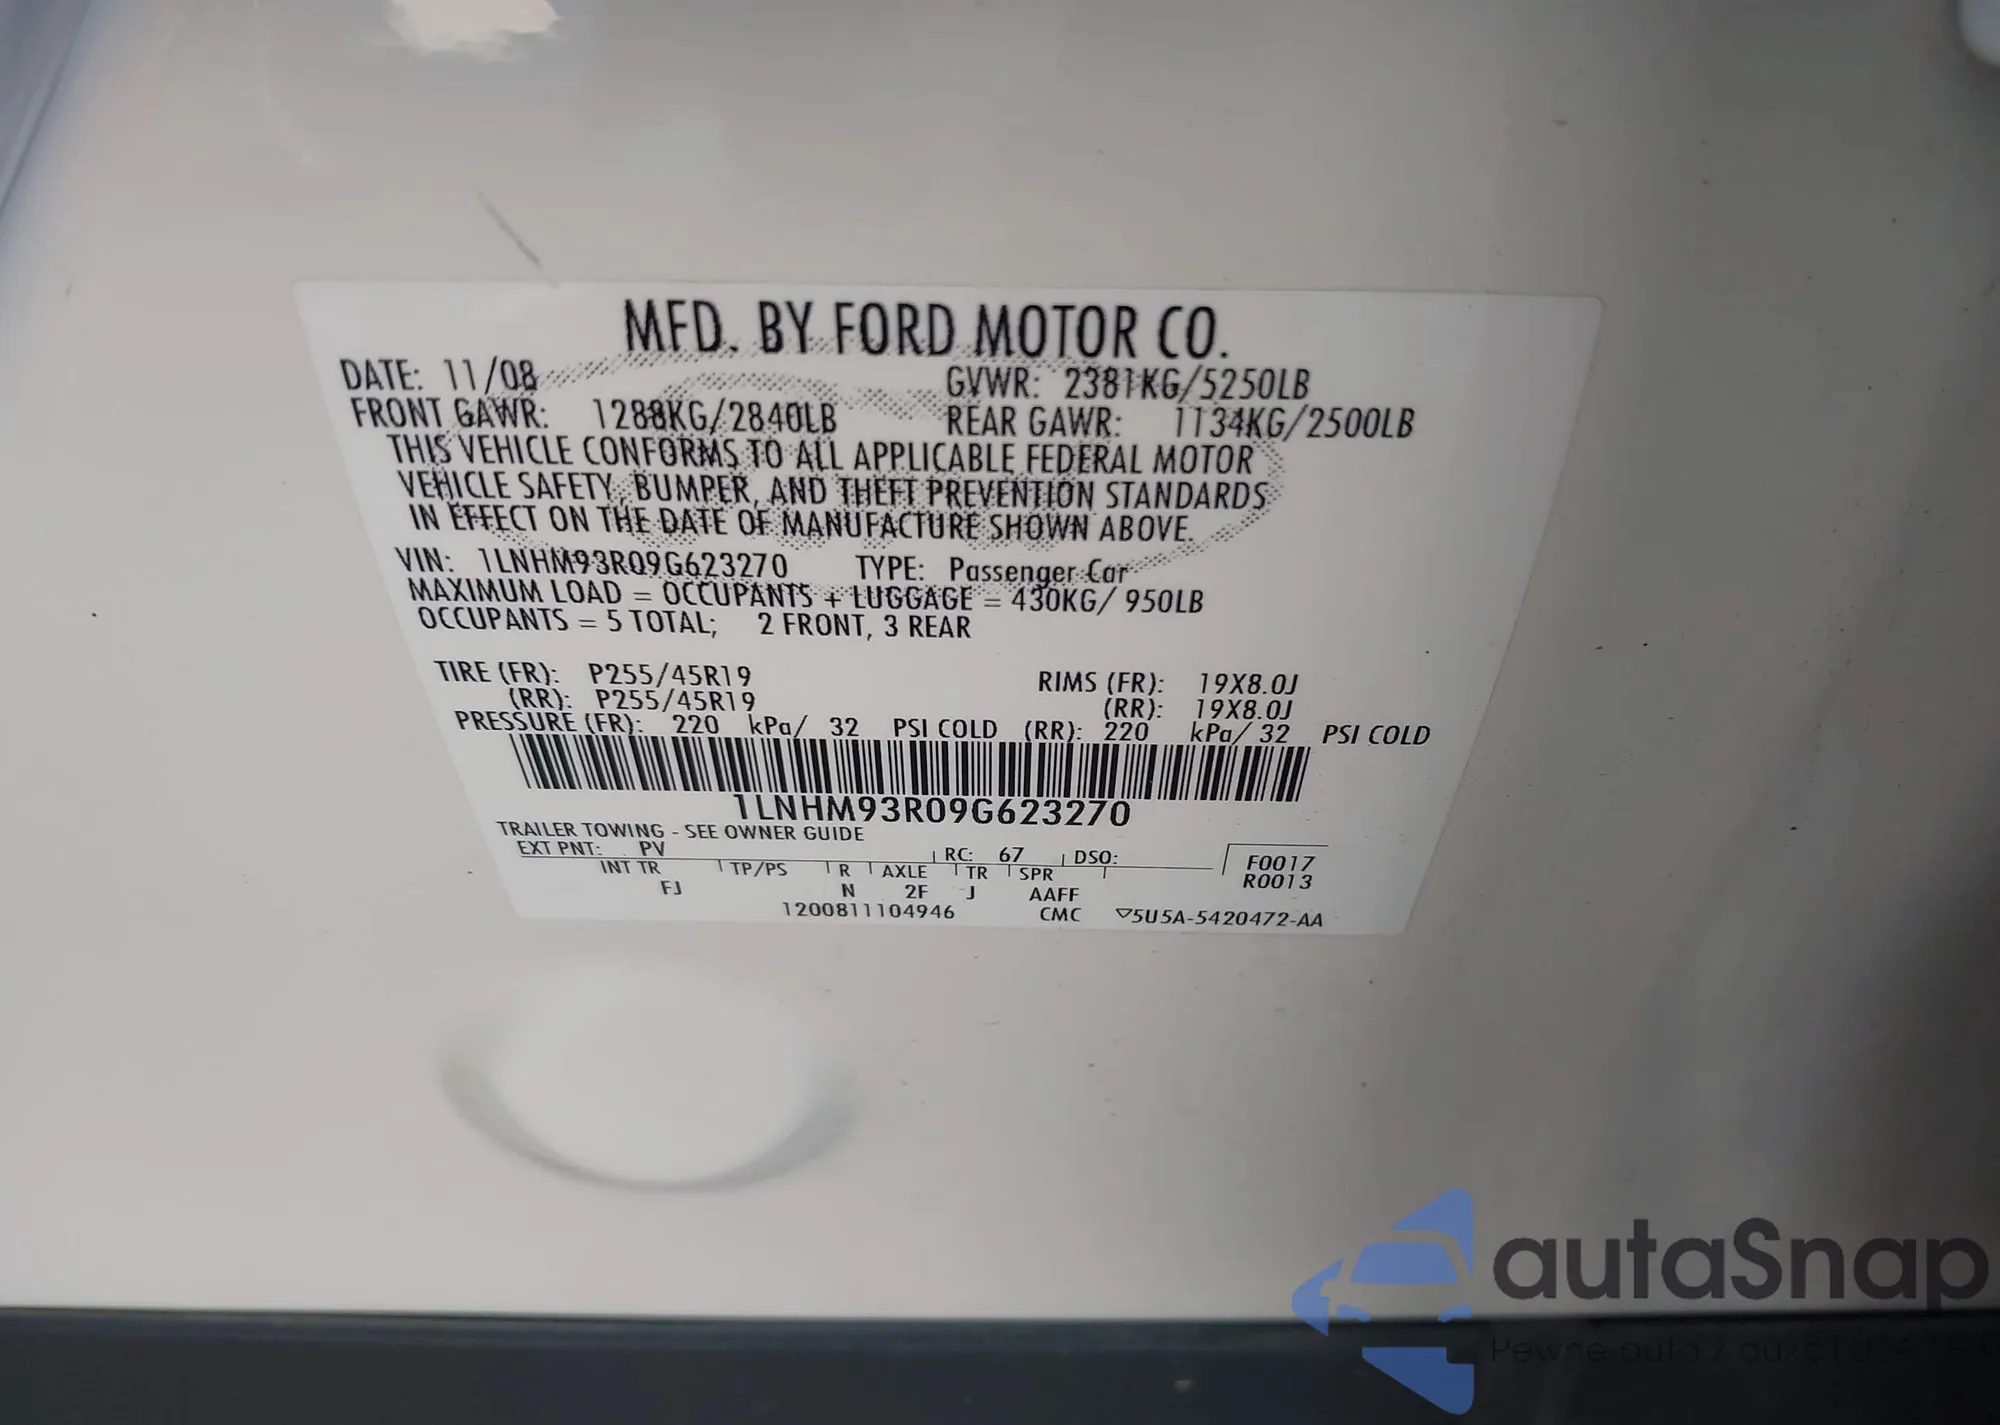 MFD. BY FORD MOTOR CO.
DATE: 11/08 GVWR: 2381KG/5250LB
FRONT GAWR: 1288KG/2840LB REAR GAWR: 1134KG/2500LB
THIS VEHICLE CONFORMS TO ALL APPLICABLE FEDERAL MOTOR
VEHICLE SAFETY, BUMPER, AND THEFT PREVENTION STANDARDS
IN EFFECT ON THE DATE OF MANUFACTURE SHOWN ABOVE.
VIN: 1LNHM93R09G623270 TYPE: Passenger Car
MAXIMUM LOAD = OCCUPANTS + LUGGAGE = 430KG/ 950LB
OCCUPANTS = 5 TOTAL; 2 FRONT, 3 REAR
TIRE (FR): P255/45R19 RIMS (FR): 19X8.0J
(RR): P255/45R19 (RR): 19X8.0J
PRESSURE (FR): 220 kPa/ 32 PSI COLD (RR): 220 kPa/ 32 PSI COLD
1LNHM93R09G623270
TRAILER TOWING - SEE OWNER GUIDE
EXT PNT: PV RC: 67 DSO: F0017
INT TR TP/PS R AXLE TR SPR R0013
FJ N 2F J AAFF
1200811104946 CMC ▽5U5A-5420472-AA
autaSnap
Pewne auta z